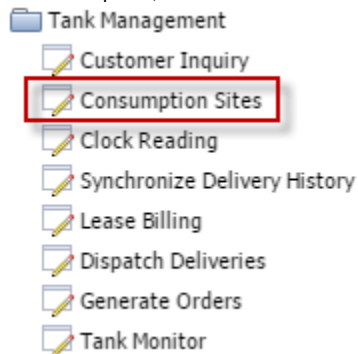 Tank Management
Customer Inquiry
Consumption Sites
Clock Reading
Synchronize Delivery History
Lease Billing
Dispatch Deliveries
Generate Orders
Tank Monitor